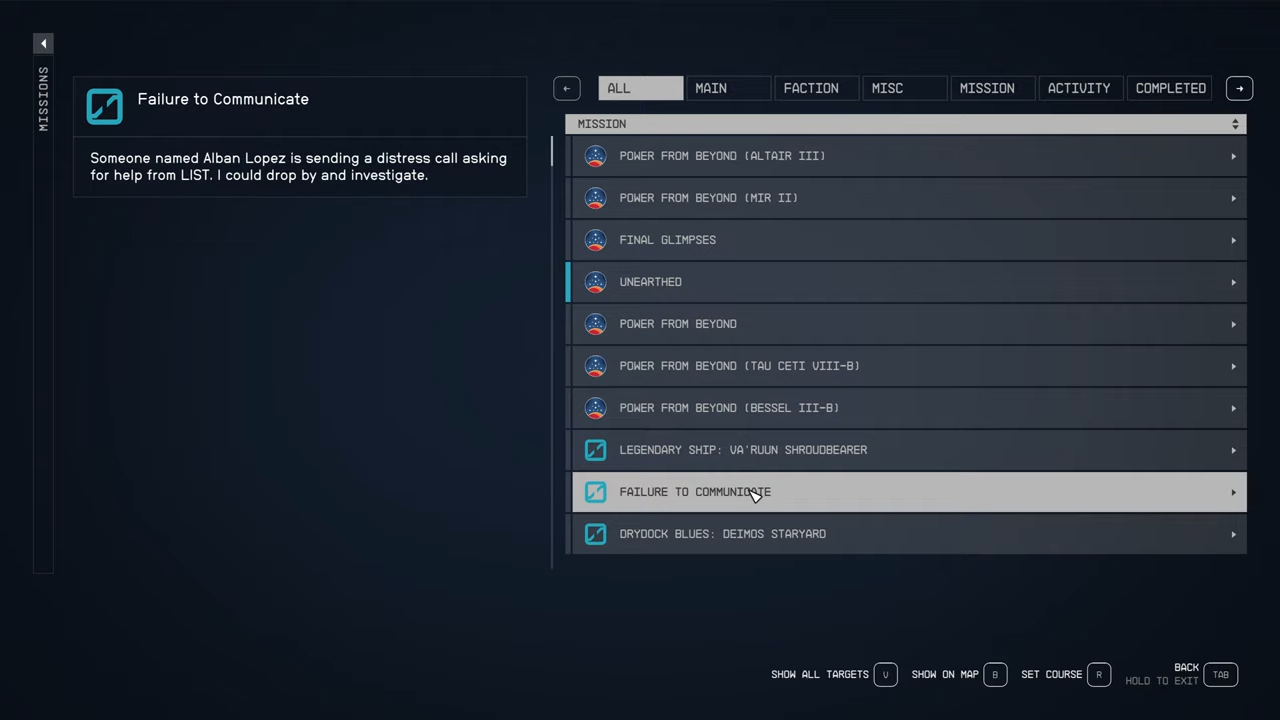 MISSIONS
Failure to Communicate
Someone named Alban Lopez is sending a distress call asking
for help from LIST. I could drop by and investigate.
ALL MAIN FACTION MISC MISSION ACTIVITY COMPLETED
MISSION
POWER FROM BEYOND (ALTAIR III)
POWER FROM BEYOND (MIR II)
FINAL GLIMPSES
UNEARTHED
POWER FROM BEYOND
POWER FROM BEYOND (TAU CETI VIII-B)
POWER FROM BEYOND (BESSEL III-B)
LEGENDARY SHIP: VA'RUUN SHROUDBEARER
FAILURE TO COMMUNICATE
DRYDOCK BLUES: DEIMOS STARYARD
SHOW ALL TARGETS V SHOW ON MAP B SET COURSE R BACK TAB
HOLD TO EXIT